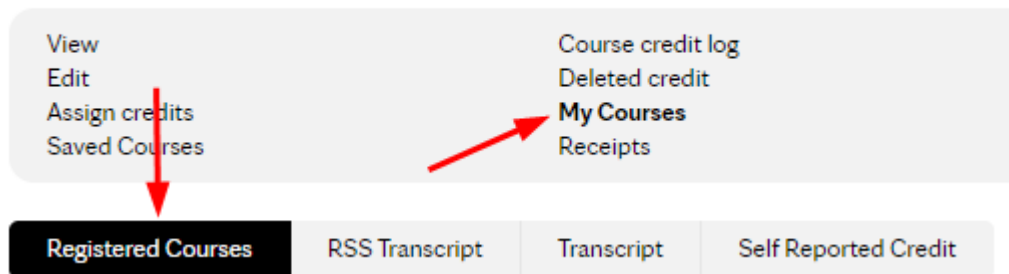 View
Edit
Assign credits
Saved Courses
Course credit log
Deleted credit
My Courses
Receipts
Registered Courses
RSS Transcript
Transcript
Self Reported Credit